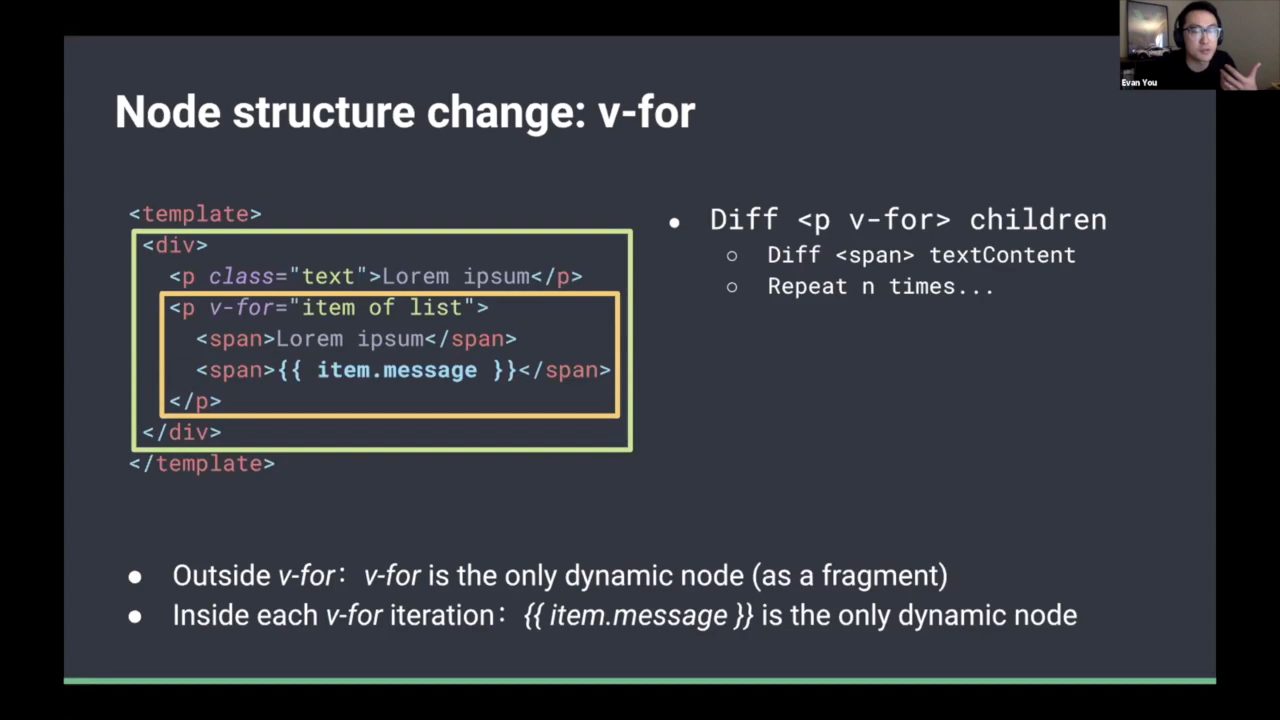 Evan You
Node structure change: v-for
<template>
<div>
<p class="text">Lorem ipsum</p>
<p v-for="item of list">
<span>Lorem ipsum</span>
<span>{{ item.message }}</span>
</p>
</div>
</template>
• Diff <p v-for> children
○ Diff <span> textContent
○ Repeat n times...
● Outside v-for： v-for is the only dynamic node (as a fragment)
● Inside each v-for iteration： {{ item.message }} is the only dynamic node